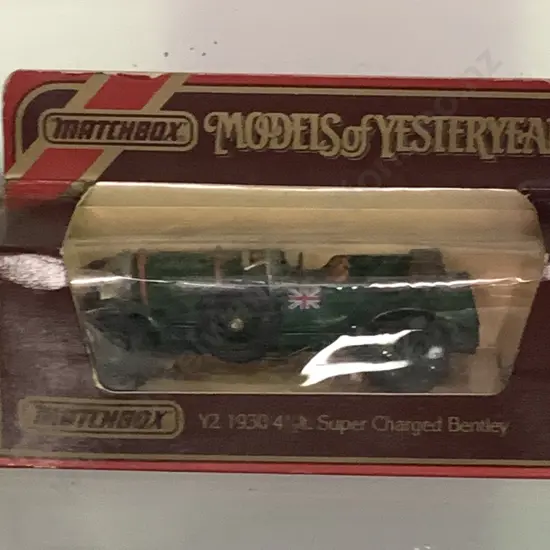 MATCHBOX
MODELS of YESTERYEA
MATCHBOX
Y2 1930 4½ lt. Super Charged Bentley